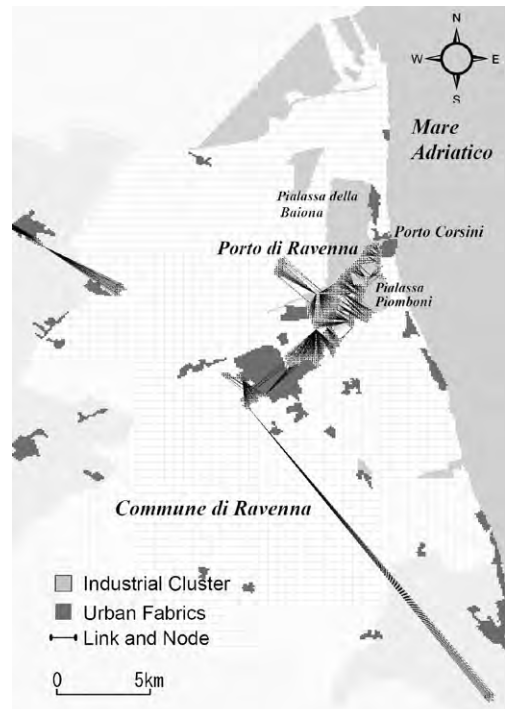 N
W
E
S
Mare
Adriatico
Pialassa della
Baiona
Porto Corsini
Porto di Ravenna
Pialassa
Piomboni
Commune di Ravenna
Industrial Cluster
Urban Fabrics
Link and Node
0 5km